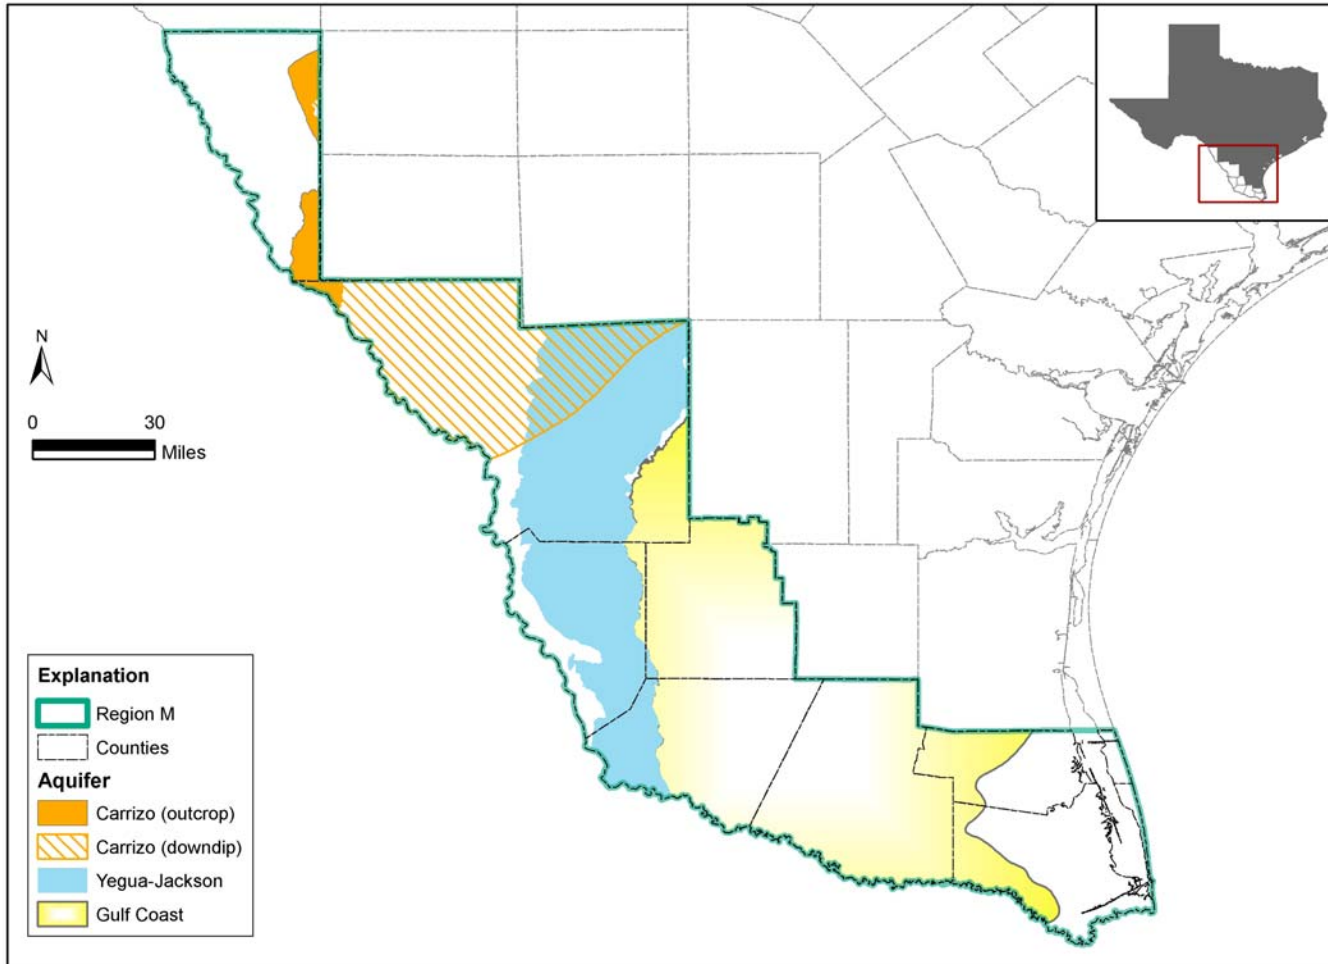 N
0 30
Miles
Explanation
Region M
Counties
Aquifer
Carrizo (outcrop)
Carrizo (downdip)
Yegua-Jackson
Gulf Coast